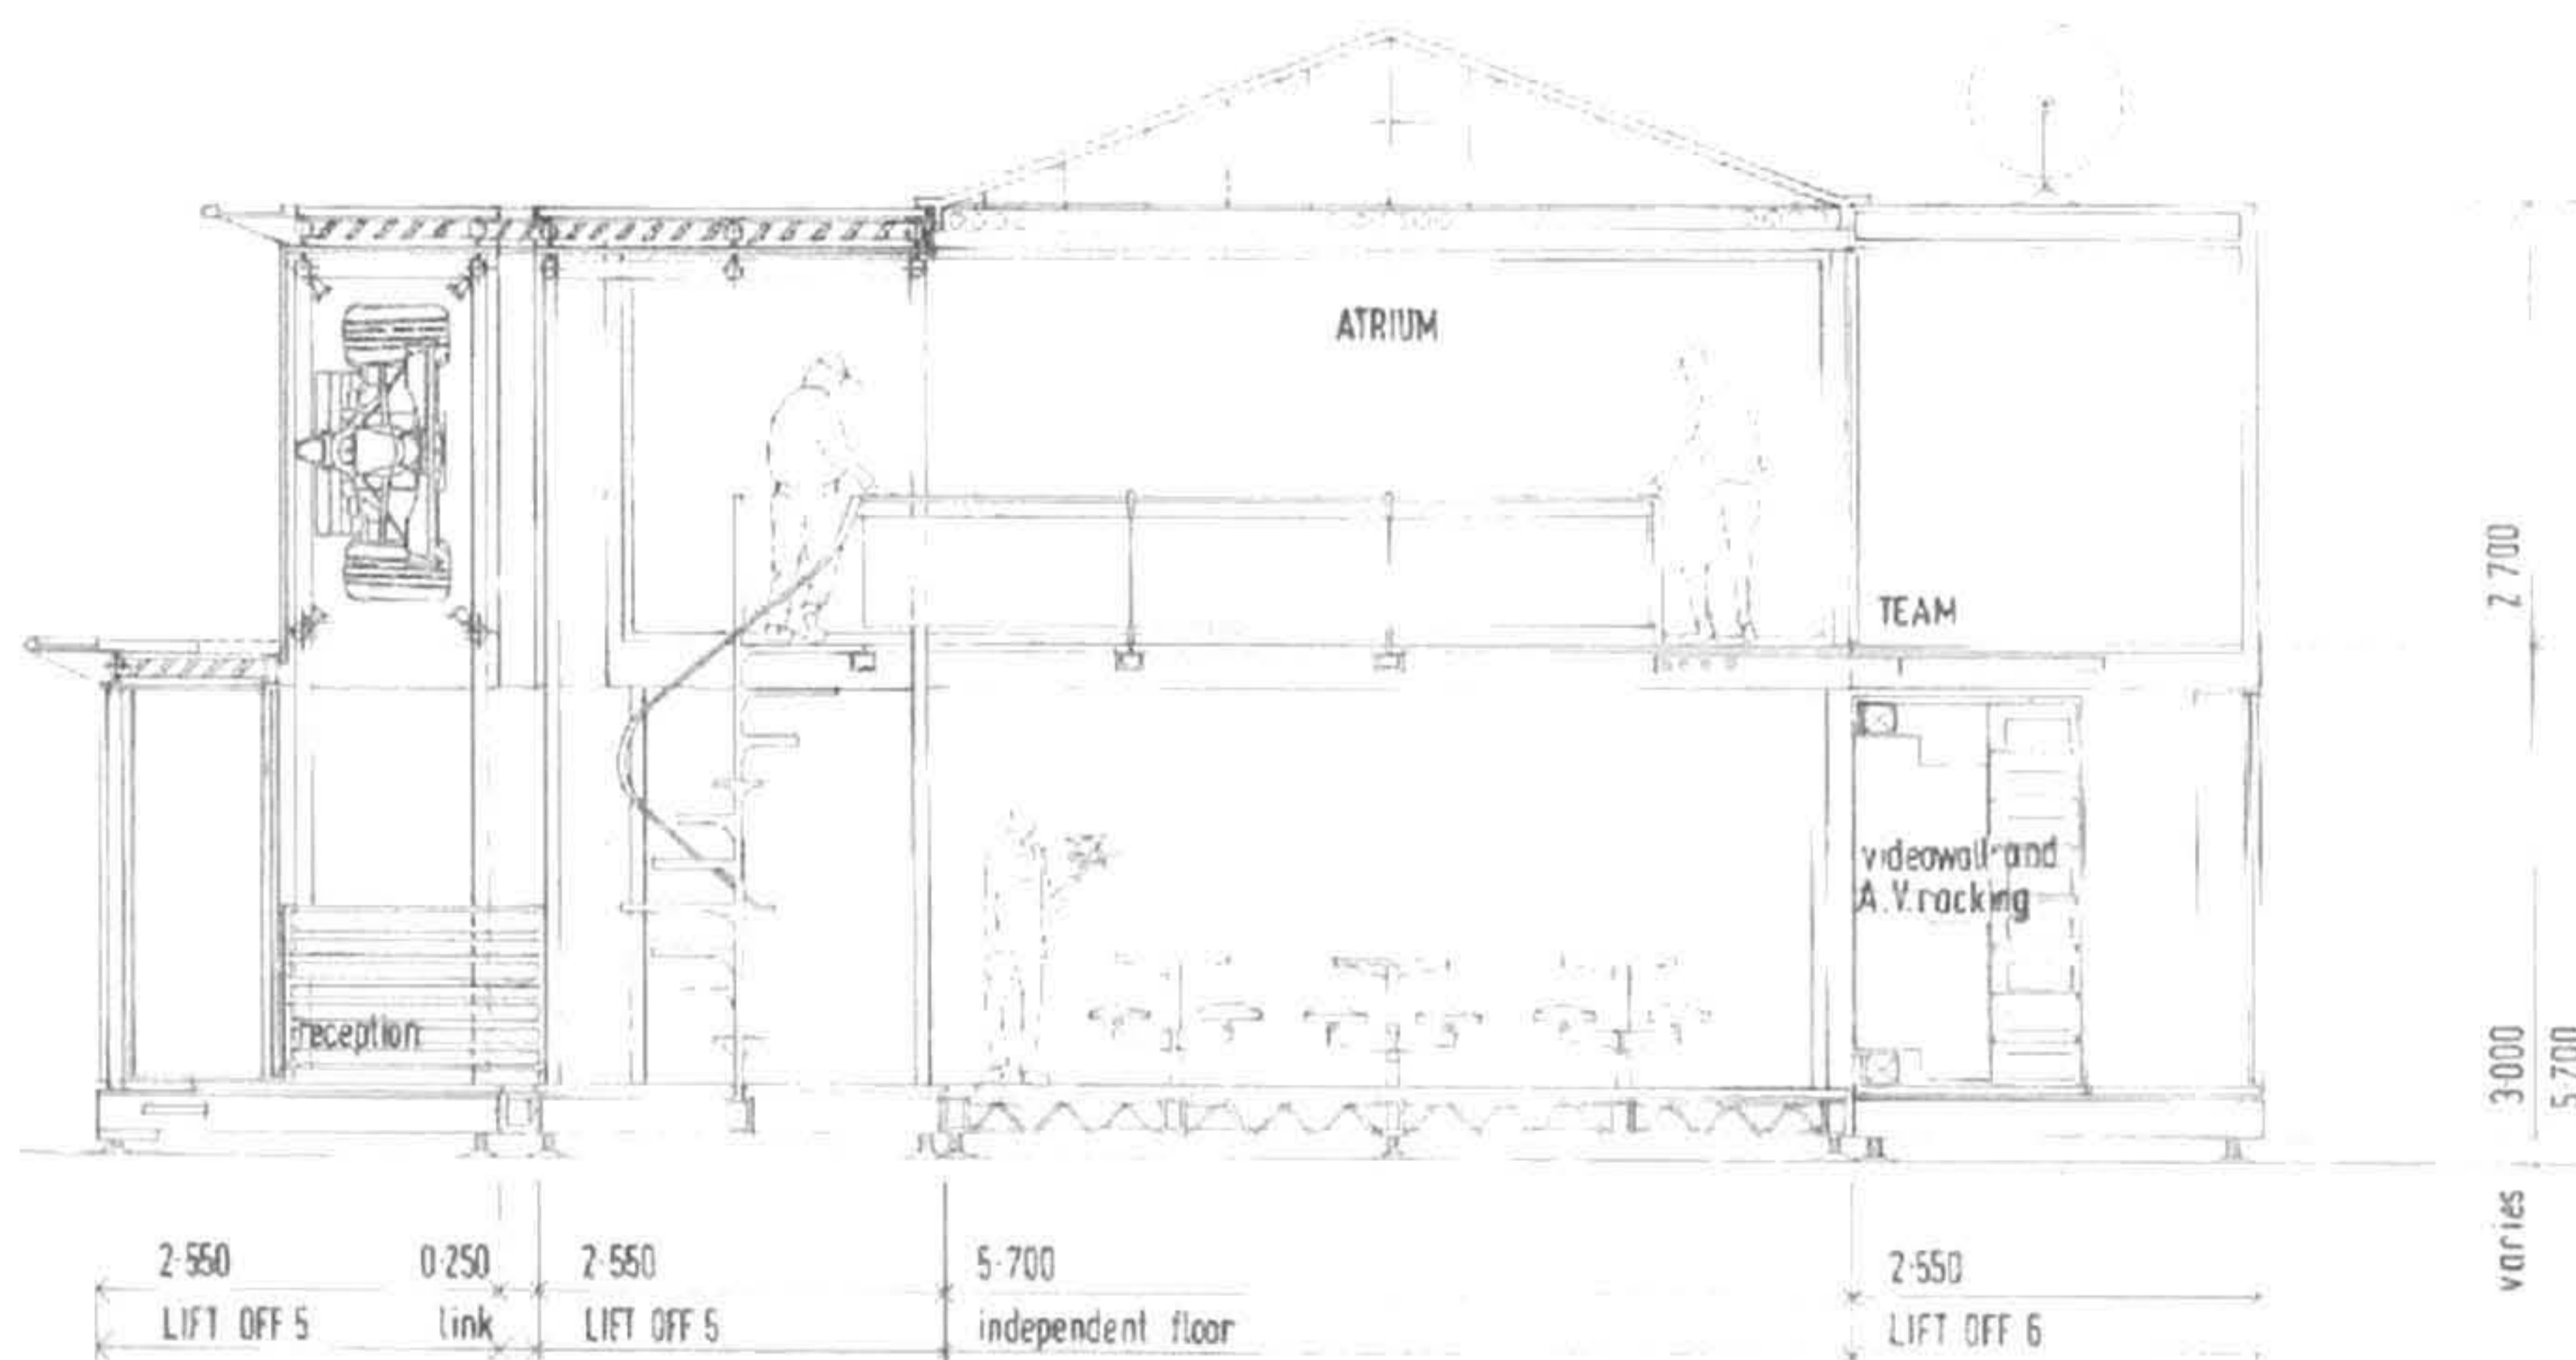 ATRIUM
2 700
TEAM
videowall and
A.V. racking
reception
3·000
5·700
varies
2·550
0·250
2·550
5·700
2·550
LIFT OFF 5
link
LIFT OFF 5
independent floor
LIFT OFF 6